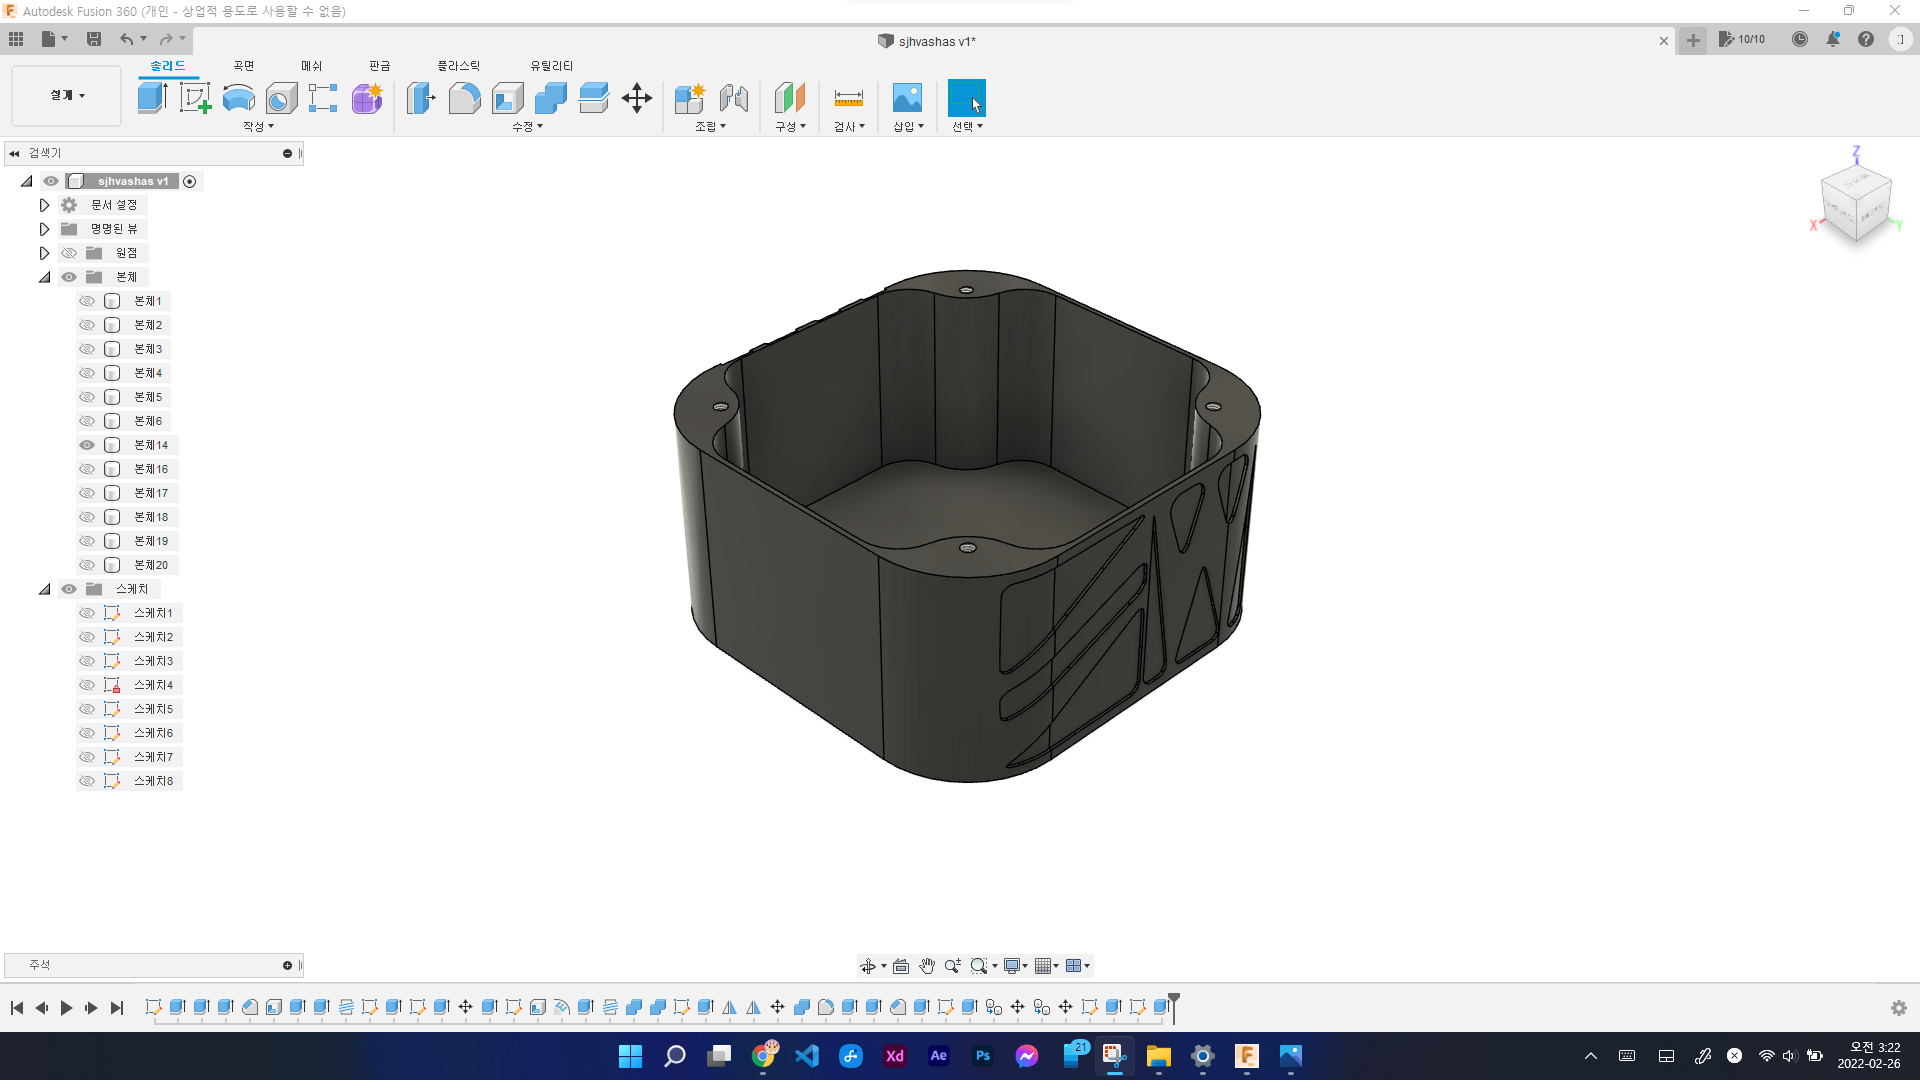 Autodesk Fusion 360 (개인 - 상업적 용도로 사용할 수 없음)
sjhvashas v1*
10/10
설계
솔리드 곡면 메쉬 판금 플라스틱 유틸리티
작성 수정 조립 구성 검사 삽입 선택
검색기
sjhvashas v1
문서 설정
명명된 뷰
원점
본체
본체1
본체2
본체3
본체4
본체5
본체6
본체14
본체16
본체17
본체18
본체19
본체20
스케치
스케치1
스케치2
스케치3
스케치4
스케치5
스케치6
스케치7
스케치8
Z
X
Y
주석
Xd
Ae
Ps
21
오전 3:22
2022-02-26